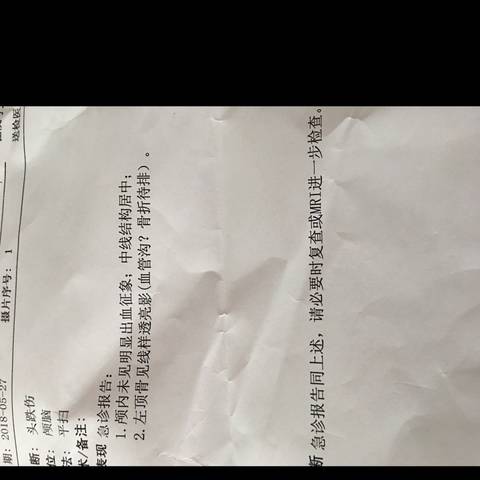 送检医
摄片序号: 1
期: 2018-05-27
断: 头跌伤
位: 颅脑
法: 平扫
术/备注:
表现 急诊报告:
1. 颅内未见明显出血征象; 中线结构居中;
2. 左顶骨见线样透亮影(血管沟? 骨折待排)。
断 急诊报告同上述, 请必要时复查或MRI进一步检查。